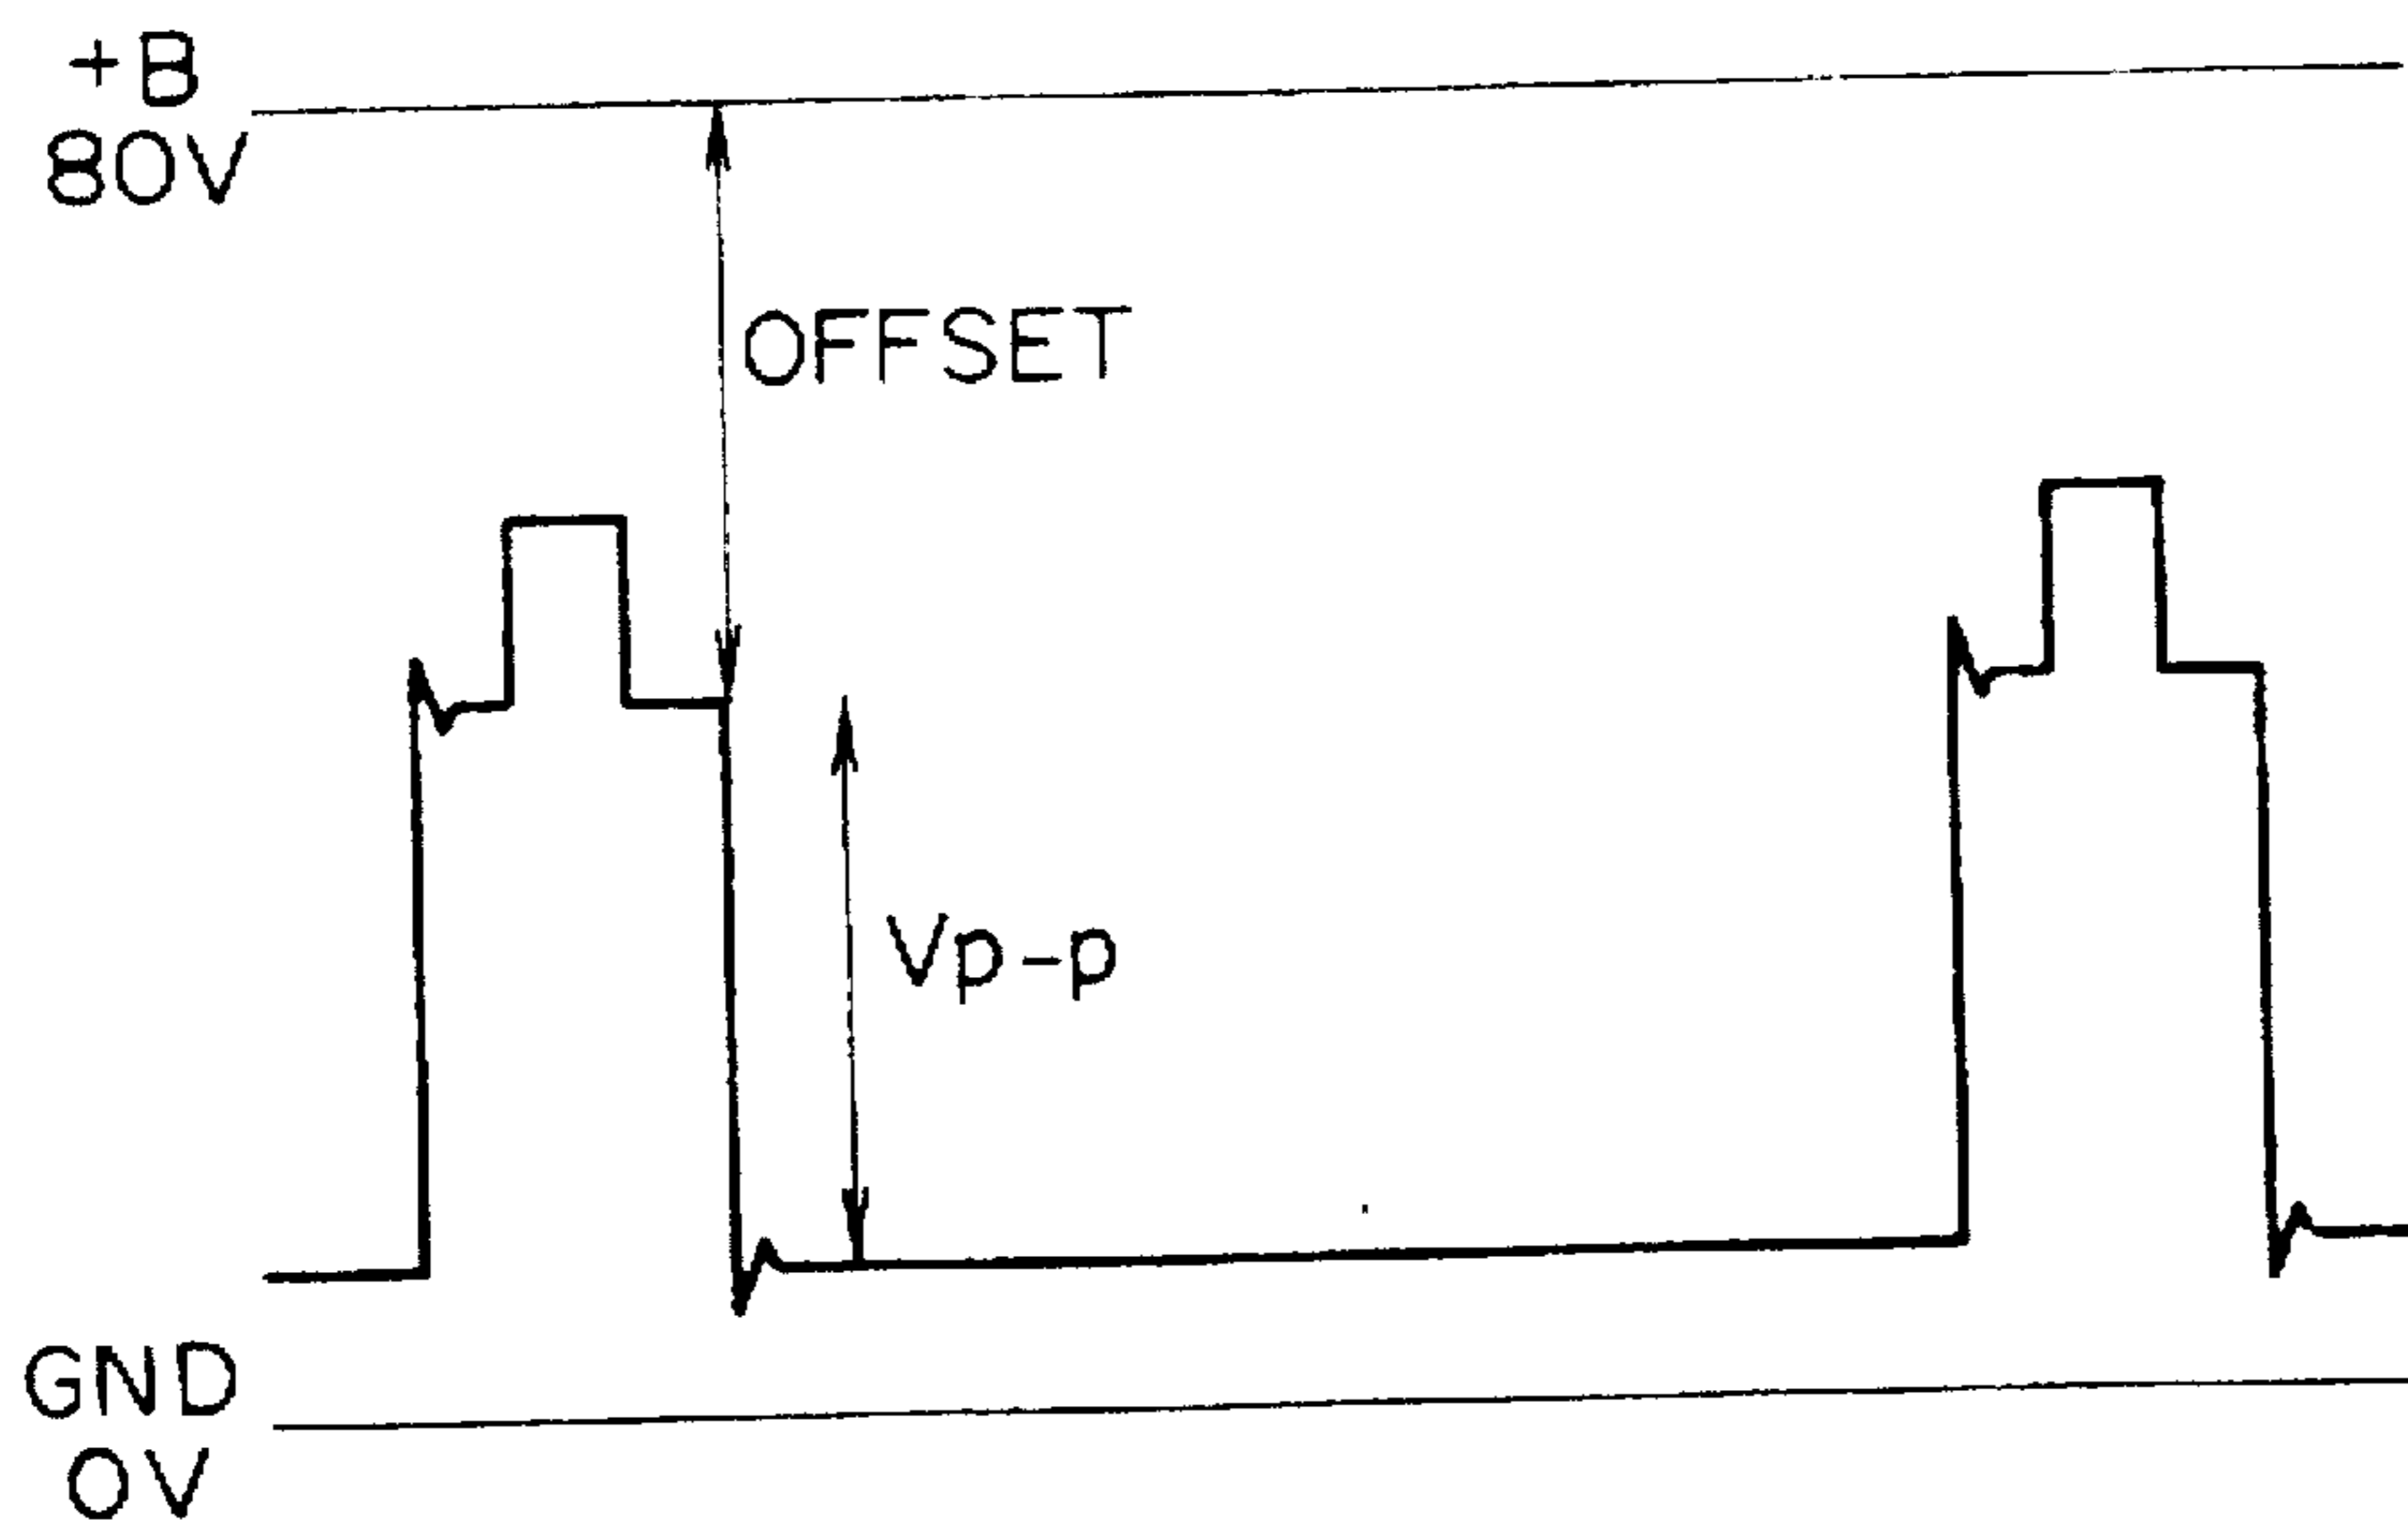 +B
80V
OFFSET
Vp-p
GND
0V